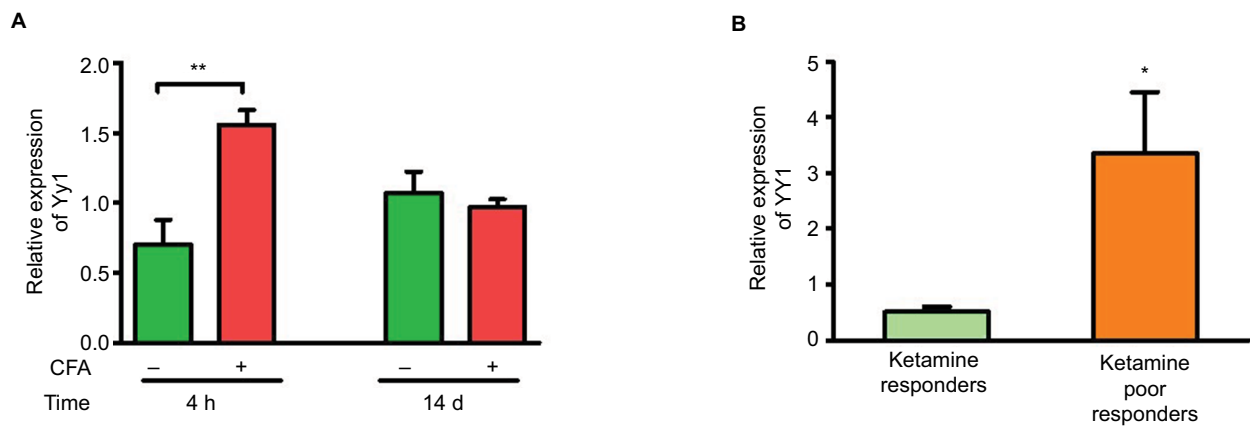 A
Relative expression
of Yy1
2.0
1.5
1.0
0.5
0.0
**
CFA – + – +
Time 4 h 14 d
B
Relative expression
of YY1
5
4
3
2
1
0
*
Ketamine
responders
Ketamine
poor
responders